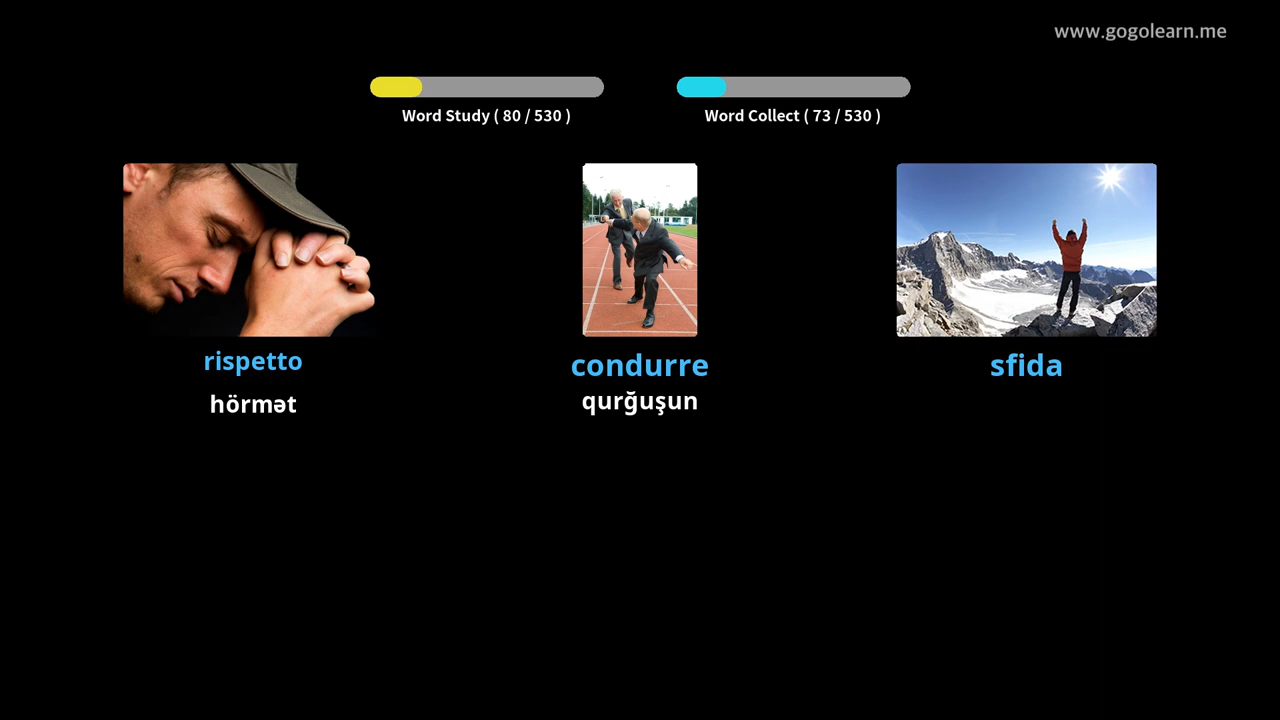 www.gogolearn.me
Word Study ( 80 / 530 )
Word Collect ( 73 / 530 )
rispetto
hörmət
condurre
qurğuşun
sfida